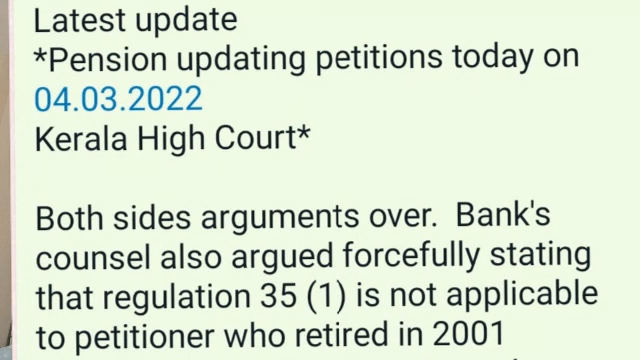 Latest update
*Pension updating petitions today on
04.03.2022
Kerala High Court*
Both sides arguments over.  Bank's
counsel also argued forcefully stating
that regulation 35 (1) is not applicable
to petitioner who retired in 2001